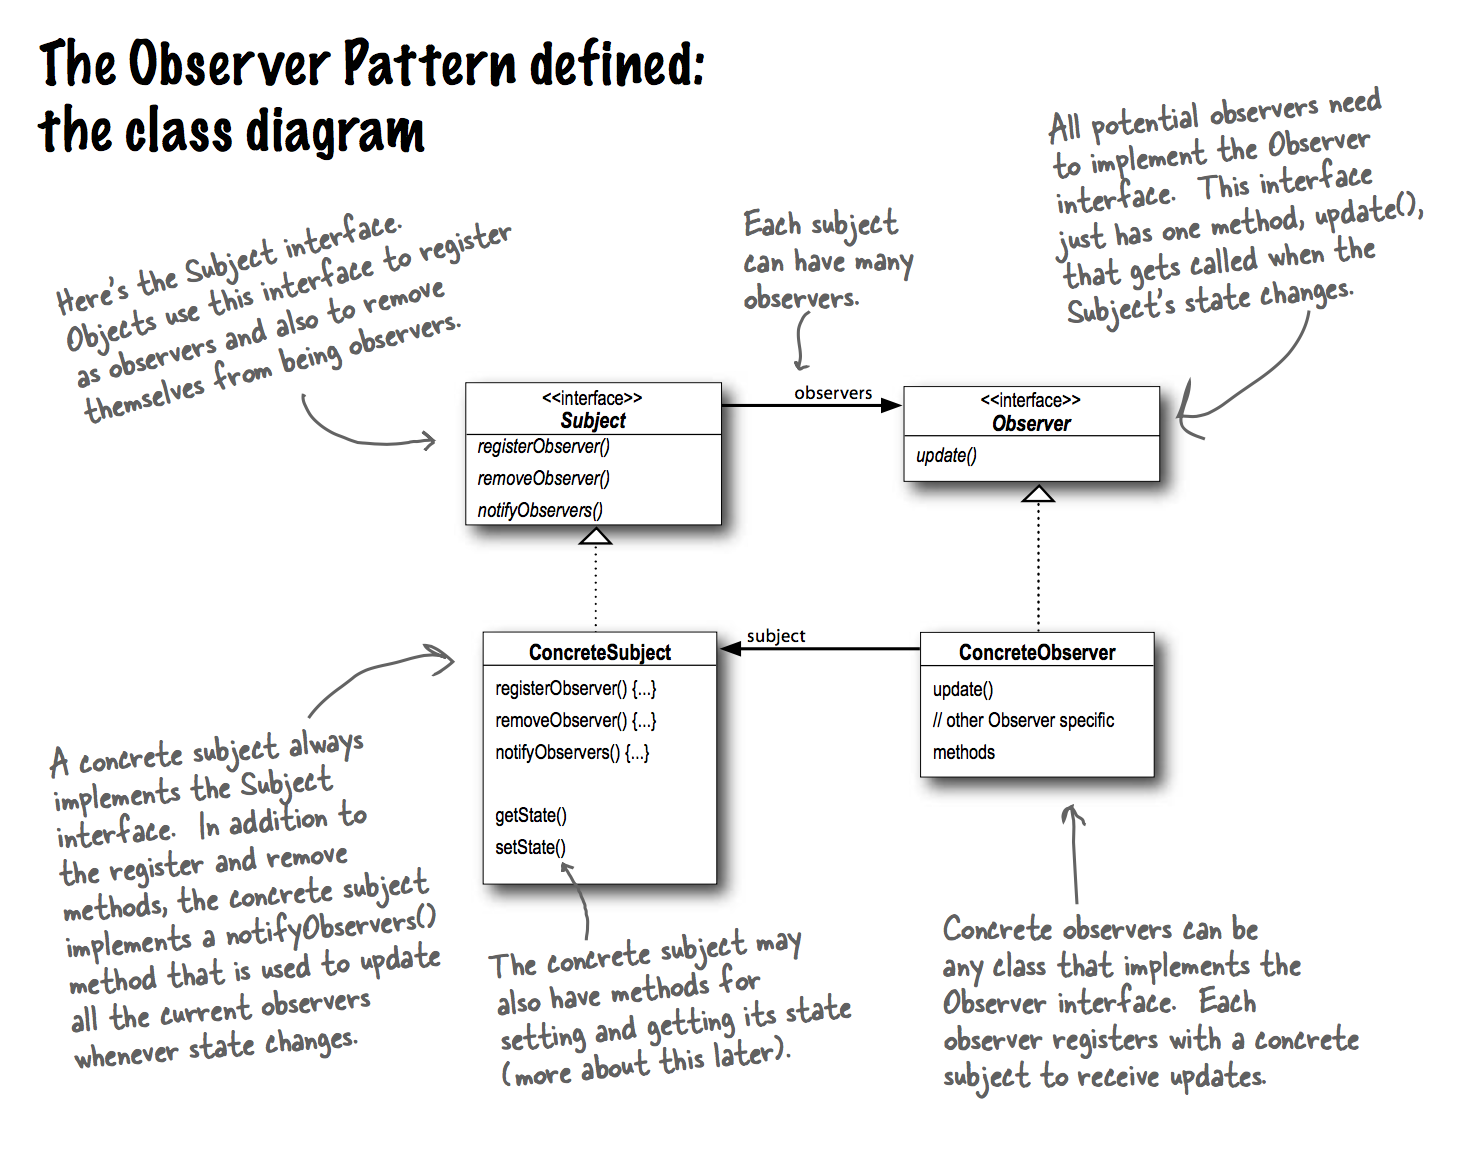 The Observer Pattern defined:
the class diagram
Here's the Subject interface.
Objects use this interface to register
as observers and also to remove
themselves from being observers.
Each subject
can have many
observers.
All potential observers need
to implement the Observer
interface. This interface
just has one method, update(),
that gets called when the
Subject's state changes.
<<interface>>
Subject
registerObserver()
removeObserver()
notifyObservers()
observers
<<interface>>
Observer
update()
ConcreteSubject
registerObserver() {...}
removeObserver() {...}
notifyObservers() {...}
getState()
setState()
subject
ConcreteObserver
update()
// other Observer specific
methods
A concrete subject always
implements the Subject
interface. In addition to
the register and remove
methods, the concrete subject
implements a notifyObservers()
method that is used to update
all the current observers
whenever state changes.
The concrete subject may
also have methods for
setting and getting its state
(more about this later).
Concrete observers can be
any class that implements the
Observer interface. Each
observer registers with a concrete
subject to receive updates.